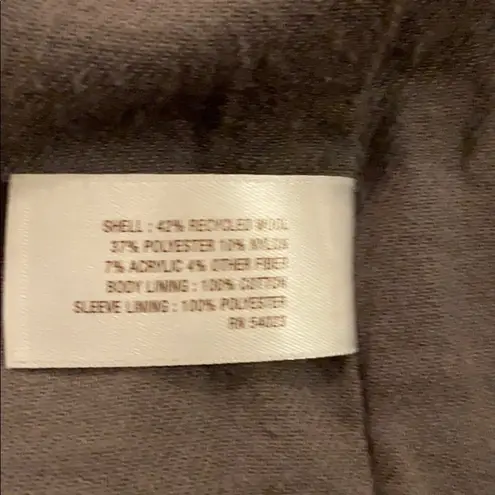 SHELL : 42% RECYCLED WOOL
37% POLYESTER 10% NYLON
7% ACRYLIC 4% OTHER FIBER
BODY LINING : 100% COTTON
SLEEVE LINING : 100% POLYESTER
RN 54023